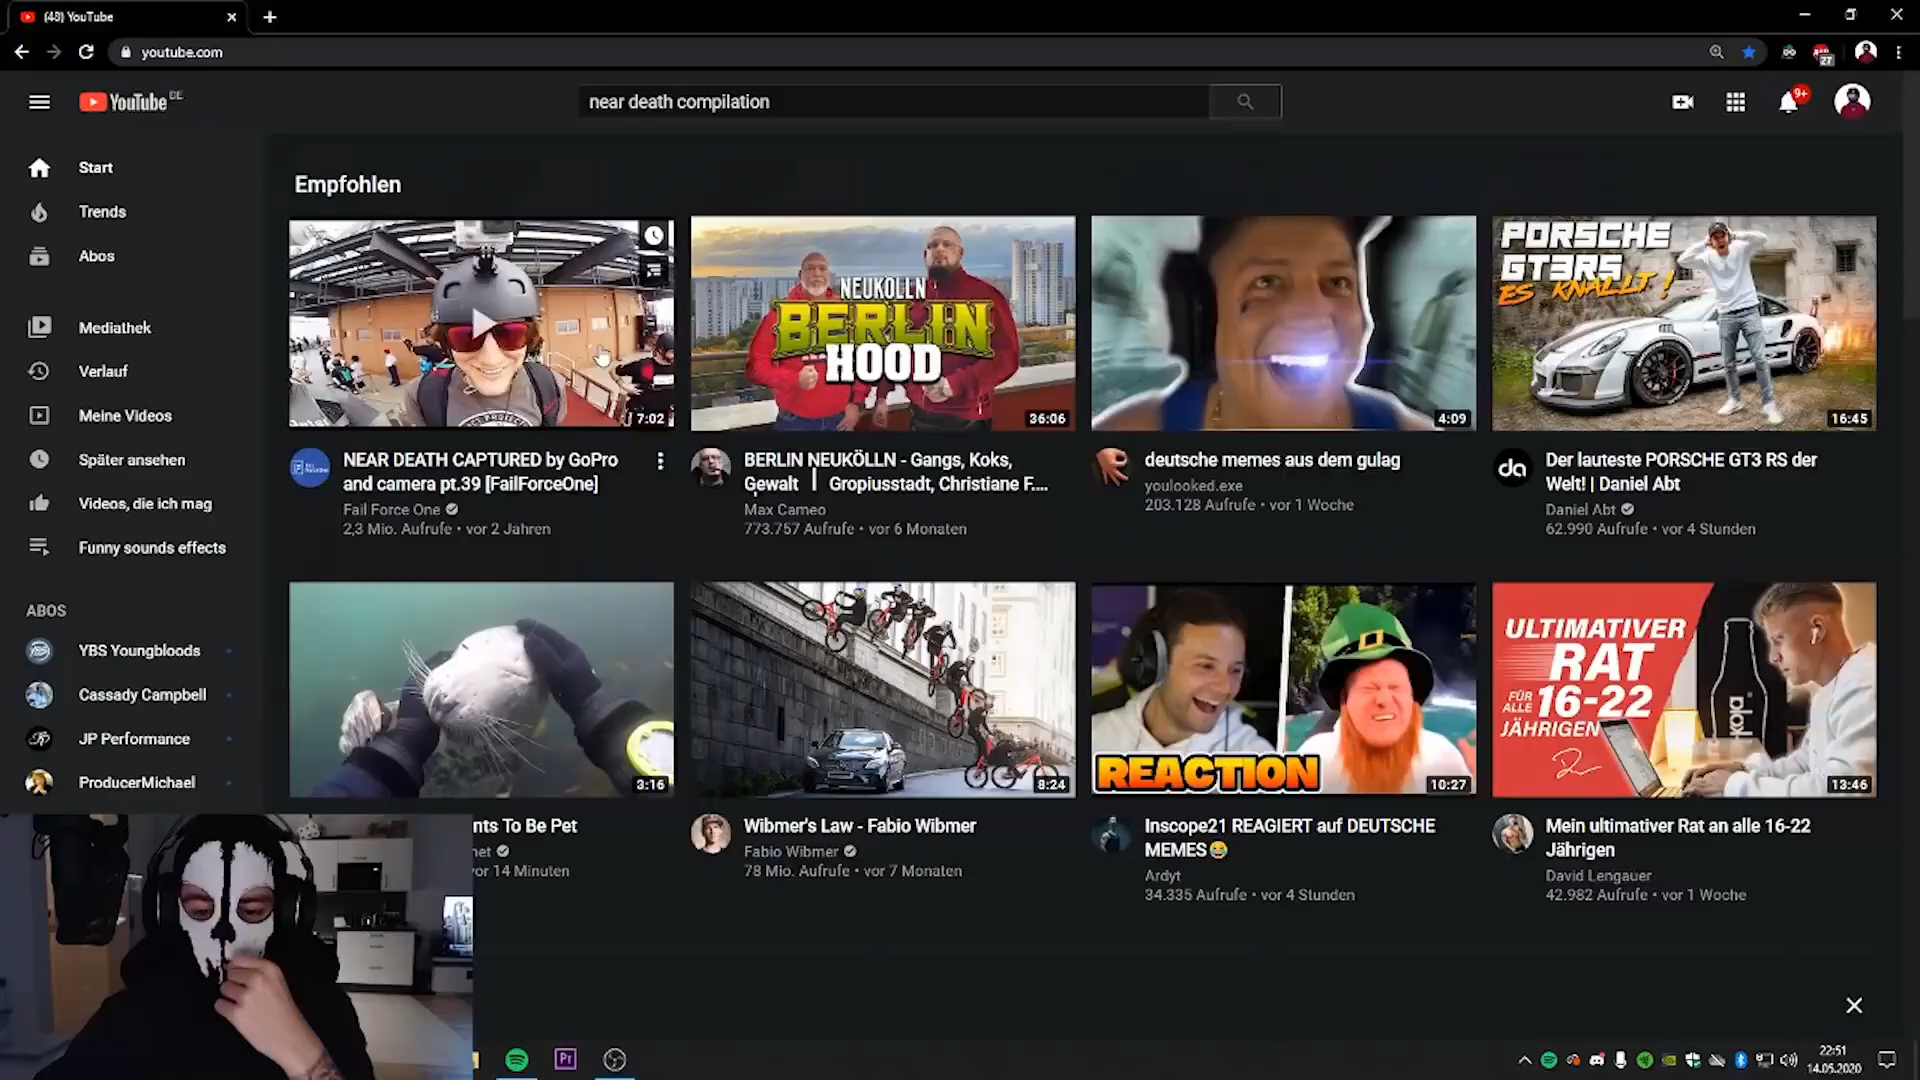 (48) YouTube
youtube.com
27
YouTube DE
near death compilation
9+
Start
Trends
Abos
Mediathek
Verlauf
Meine Videos
Später ansehen
Videos, die ich mag
Funny sounds effects
ABOS
YBS Youngbloods
Cassady Campbell
JP Performance
ProducerMichael
Empfohlen
7:02
NEAR DEATH CAPTURED by GoPro
and camera pt.39 [FailForceOne]
Fail Force One
2,3 Mio. Aufrufe • vor 2 Jahren
NEUKÖLLN
BERLIN
HOOD
36:06
BERLIN NEUKÖLLN - Gangs, Koks,
Gewalt | Gropiusstadt, Christiane F....
Max Cameo
773.757 Aufrufe • vor 6 Monaten
4:09
deutsche memes aus dem gulag
youlooked.exe
203.128 Aufrufe • vor 1 Woche
PORSCHE
GT3RS
ES KNALLT!
16:45
da
Der lauteste PORSCHE GT3 RS der
Welt! | Daniel Abt
Daniel Abt
62.990 Aufrufe • vor 4 Stunden
3:16
nts To Be Pet
net
or 14 Minuten
8:24
Wibmer's Law - Fabio Wibmer
Fabio Wibmer
78 Mio. Aufrufe • vor 7 Monaten
REACTION
10:27
Inscope21 REAGIERT auf DEUTSCHE
MEMES😂
Ardyt
34.335 Aufrufe • vor 4 Stunden
ULTIMATIVER
RAT
FÜR
ALLE 16-22
JÄHRIGEN
13:46
Mein ultimativer Rat an alle 16-22
Jährigen
David Lengauer
42.982 Aufrufe • vor 1 Woche
Pr
22:51
14.05.2020